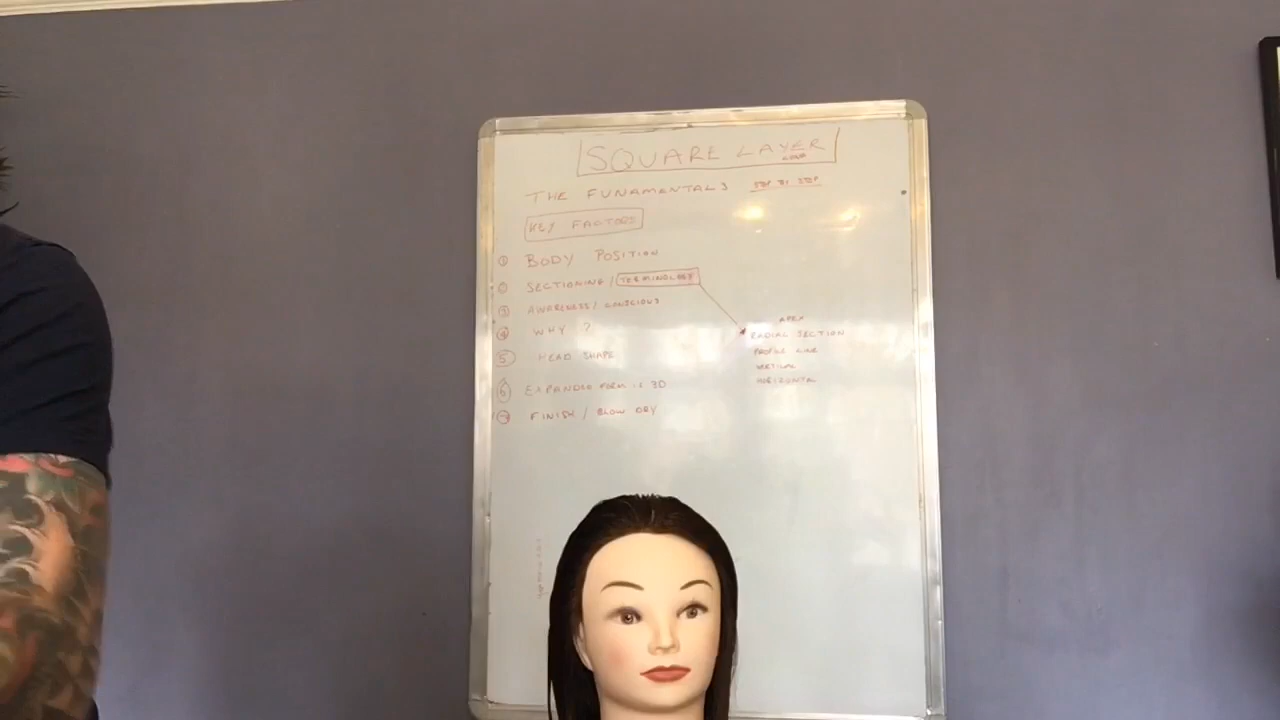 SQUARE LAYER
THE FUNAMENTALS STEP BY STEP
KEY FACTORS
① BODY POSITION
② SECTIONING / TERMINOLOGY
③ AWARENESS / CONSCIOUS
④ WHY ?
⑤ HEAD SHAPE
⑥ EXPANDED FORM IS 3D
⑦ FINISH / BLOW DRY
APEX
RADIAL SECTION
PROFILE LINE
VERTICAL
HORIZONTAL